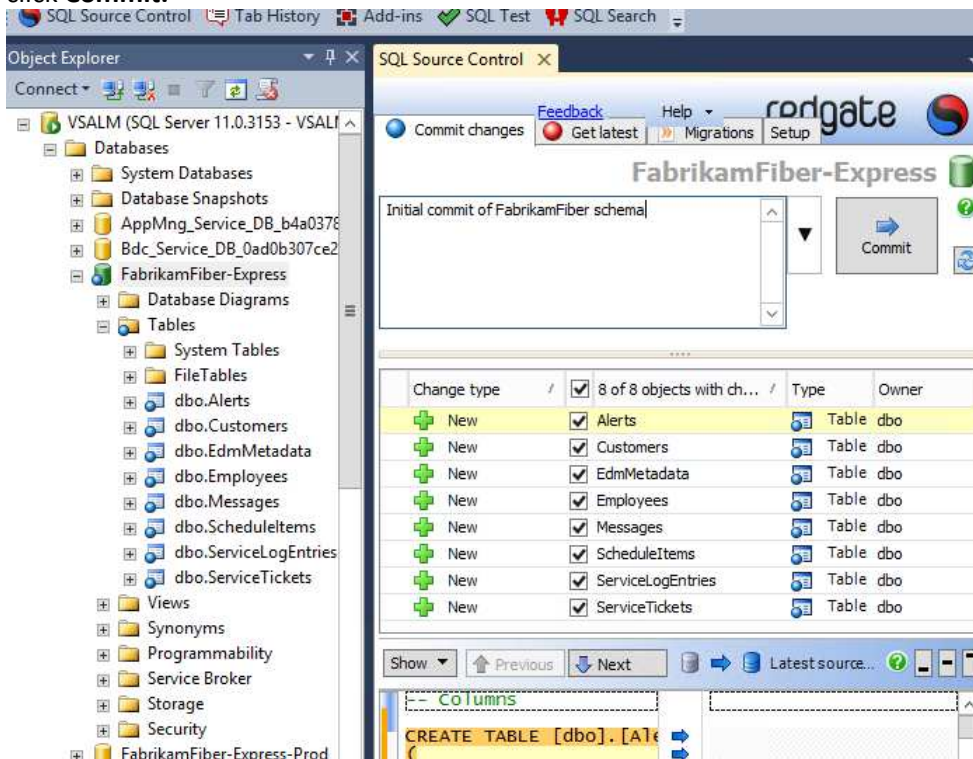 click Commit.
SQL Source Control Tab History Add-ins SQL Test SQL Search
Object Explorer
Connect
VSALM (SQL Server 11.0.3153 - VSALM
Databases
System Databases
Database Snapshots
AppMng_Service_DB_b4a0378
Bdc_Service_DB_0ad0b307ce2
FabrikamFiber-Express
Database Diagrams
Tables
System Tables
FileTables
dbo.Alerts
dbo.Customers
dbo.EdmMetadata
dbo.Employees
dbo.Messages
dbo.ScheduleItems
dbo.ServiceLogEntries
dbo.ServiceTickets
Views
Synonyms
Programmability
Service Broker
Storage
Security
FabrikamFiber-Express-Prod
SQL Source Control
Feedback Help redgate
Commit changes Get latest Migrations Setup
FabrikamFiber-Express
Initial commit of FabrikamFiber schema
Commit
Change type 8 of 8 objects with ch... Type Owner
New Alerts Table dbo
New Customers Table dbo
New EdmMetadata Table dbo
New Employees Table dbo
New Messages Table dbo
New ScheduleItems Table dbo
New ServiceLogEntries Table dbo
New ServiceTickets Table dbo
Show Previous Next Latest source...
-- Columns
CREATE TABLE [dbo].[Ale
(